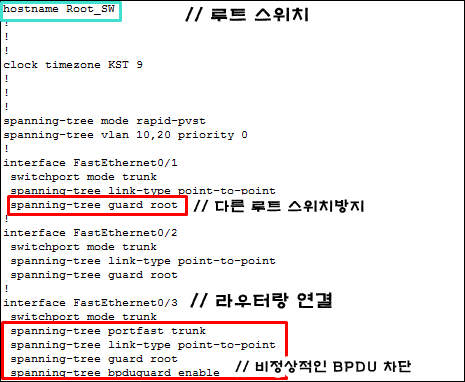 hostname Root_SW // 루트 스위치
!
!
!
clock timezone KST 9
!
!
!
spanning-tree mode rapid-pvst
spanning-tree vlan 10,20 priority 0
!
interface FastEthernet0/1
switchport mode trunk
spanning-tree link-type point-to-point
spanning-tree guard root // 다른 루트 스위치방지
!
interface FastEthernet0/2
switchport mode trunk
spanning-tree link-type point-to-point
spanning-tree guard root
!
interface FastEthernet0/3 // 라우터랑 연결
switchport mode trunk
spanning-tree portfast trunk
spanning-tree link-type point-to-point
spanning-tree guard root
spanning-tree bpduguard enable // 비정상적인 BPDU 차단